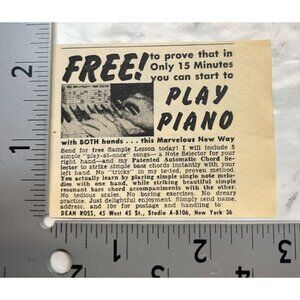 FREE! to prove that in
Only 15 Minutes
you can start to
PLAY
PIANO
with BOTH hands . . . this Marvelous New Way
Send for free Sample Lesson today! I will include 5
simple "play-at-once" songs — a Note Selector for your
right hand — and my Patented Automatic Chord Se-
lector to strike simple bass chords instantly with your
left hand. No "tricks" in my tested, proven method.
You actually learn by playing simple single note melo-
dies with one hand, while striking beautiful simple
resonant bass chord accompaniments with the other.
No tedious scales. No boring exercises. No dreary
practice. Just delightful enjoyment. Simply send name,
address, and 10c for postage and handling to:
DEAN ROSS, 45 West 45 St., Studio A-8106, New York 36
2
1
1
2
3
4